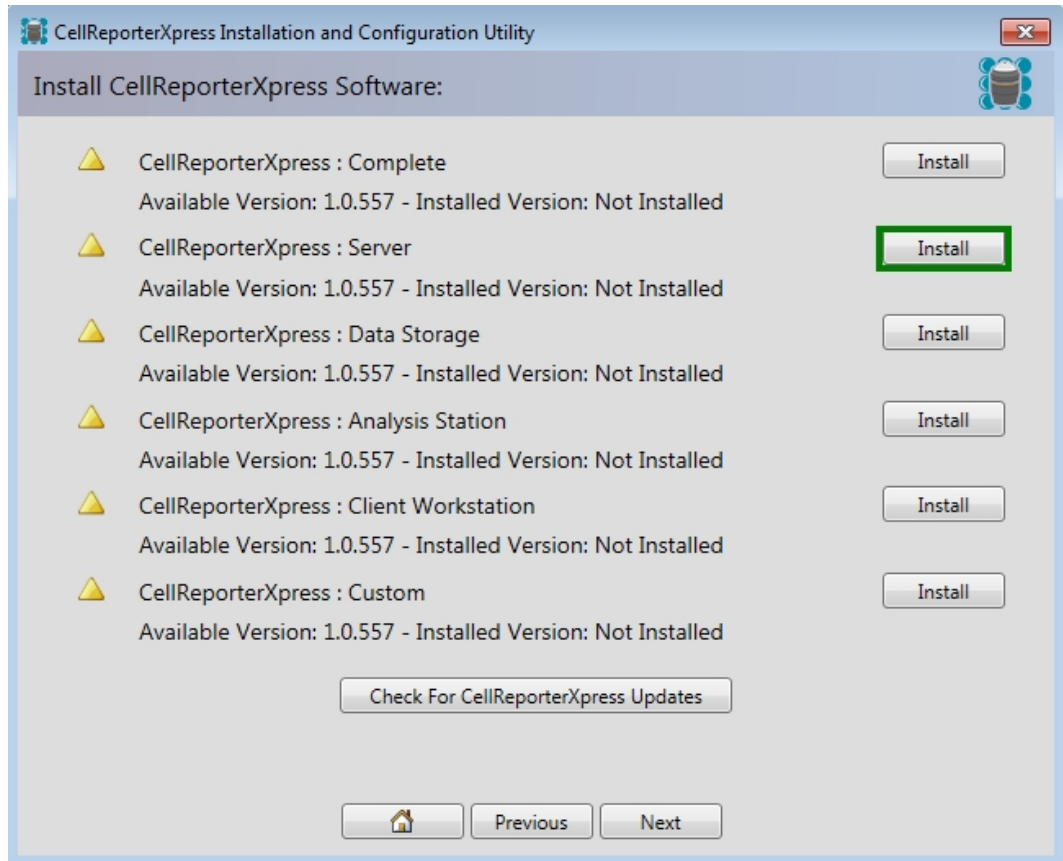 CellReporterXpress Installation and Configuration Utility
Install CellReporterXpress Software:
CellReporterXpress : Complete Install
Available Version: 1.0.557 - Installed Version: Not Installed
CellReporterXpress : Server Install
Available Version: 1.0.557 - Installed Version: Not Installed
CellReporterXpress : Data Storage Install
Available Version: 1.0.557 - Installed Version: Not Installed
CellReporterXpress : Analysis Station Install
Available Version: 1.0.557 - Installed Version: Not Installed
CellReporterXpress : Client Workstation Install
Available Version: 1.0.557 - Installed Version: Not Installed
CellReporterXpress : Custom Install
Available Version: 1.0.557 - Installed Version: Not Installed
Check For CellReporterXpress Updates
Previous Next